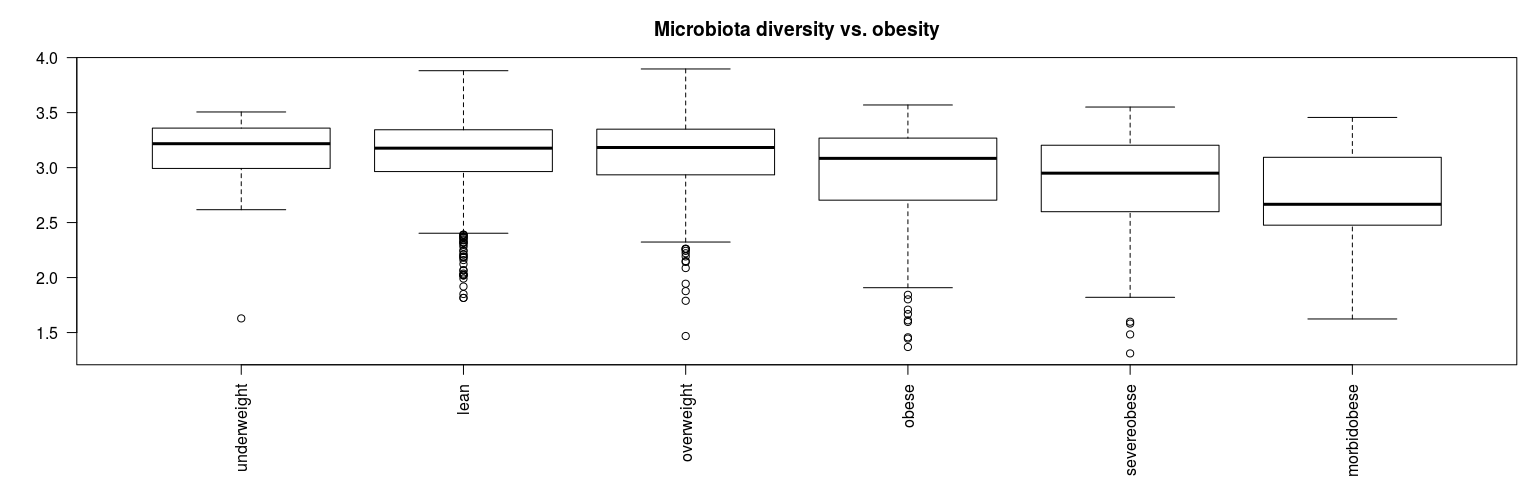 Microbiota diversity vs. obesity
4.0
3.5
3.0
2.5
2.0
1.5
underweight
lean
overweight
obese
severeobese
morbidobese